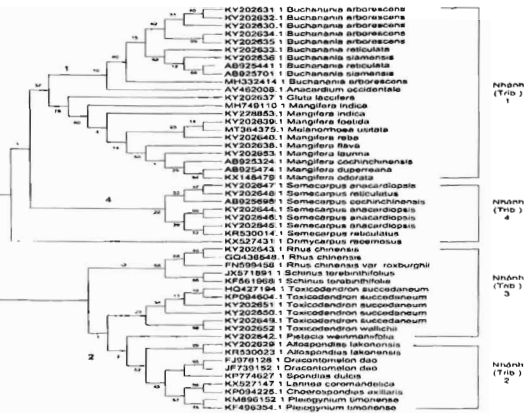 KY202631.1 Buchanania arborescens
KY202632.1 Buchanania arborescens
KY202630.1 Buchanania arborescens
KY202634.1 Buchanania arborescens
KY202635.1 Buchanania arborescens
KY202633.1 Buchanania reticulata
KY202636.1 Buchanania siamensis
AB925441.1 Buchanania reticulata
AB925701.1 Buchanania siamensis
MH332414.1 Buchanania arborescens
AY462008.1 Anacardium occidentale
KY202637.1 Gluta laccifera
MH749110.1 Mangifera indica
KY228853.1 Mangifera indica
KY202639.1 Mangifera foetida
MT364375.1 Melanorrhoea usitata
KY202640.1 Mangifera reba
KY202638.1 Mangifera flava
KY202653.1 Mangifera laurina
AB925324.1 Mangifera cochinchinensis
AB925474.1 Mangifera duperreana
KX148479.1 Mangifera odorata
KY202647.1 Semecarpus anacardiopsis
KY202648.1 Semecarpus reticulatus
AB925695.1 Semecarpus cochinchinensis
KY202644.1 Semecarpus anacardiopsis
KY202646.1 Semecarpus anacardiopsis
KY202645.1 Semecarpus anacardiopsis
KR530014.1 Semecarpus reticulatus
KX527431.1 Drimycarpus racemosus
KY202643.1 Rhus chinensis
GQ436648.1 Rhus chinensis
FN599458.1 Rhus chinensis var. roxburghii
JX571891.1 Schinus terebinthifolius
KF561968.1 Schinus terebinthifolius
HQ427194.1 Toxicodendron succedaneum
KP094604.1 Toxicodendron succedaneum
KY202651.1 Toxicodendron succedaneum
KY202650.1 Toxicodendron succedaneum
KY202649.1 Toxicodendron succedaneum
KY202652.1 Toxicodendron wallichii
KY202642.1 Pistacia weinmanifolia
KY202629.1 Allospondias lakonensis
KR530023.1 Allospondias lakonensis
FJ976128.1 Dracontomelon dao
JF739152.1 Dracontomelon dao
KP774627.1 Spondias dulcis
KX527147.1 Lannea coromandelica
KP094225.1 Choerospondias axillaris
KM896152.1 Pleiogynium timorense
KF496354.1 Pleiogynium timorense
Nhánh
(Trib.)
1
Nhánh
(Trib.)
4
Nhánh
(Trib.)
3
Nhánh
(Trib.)
2
1
4
2